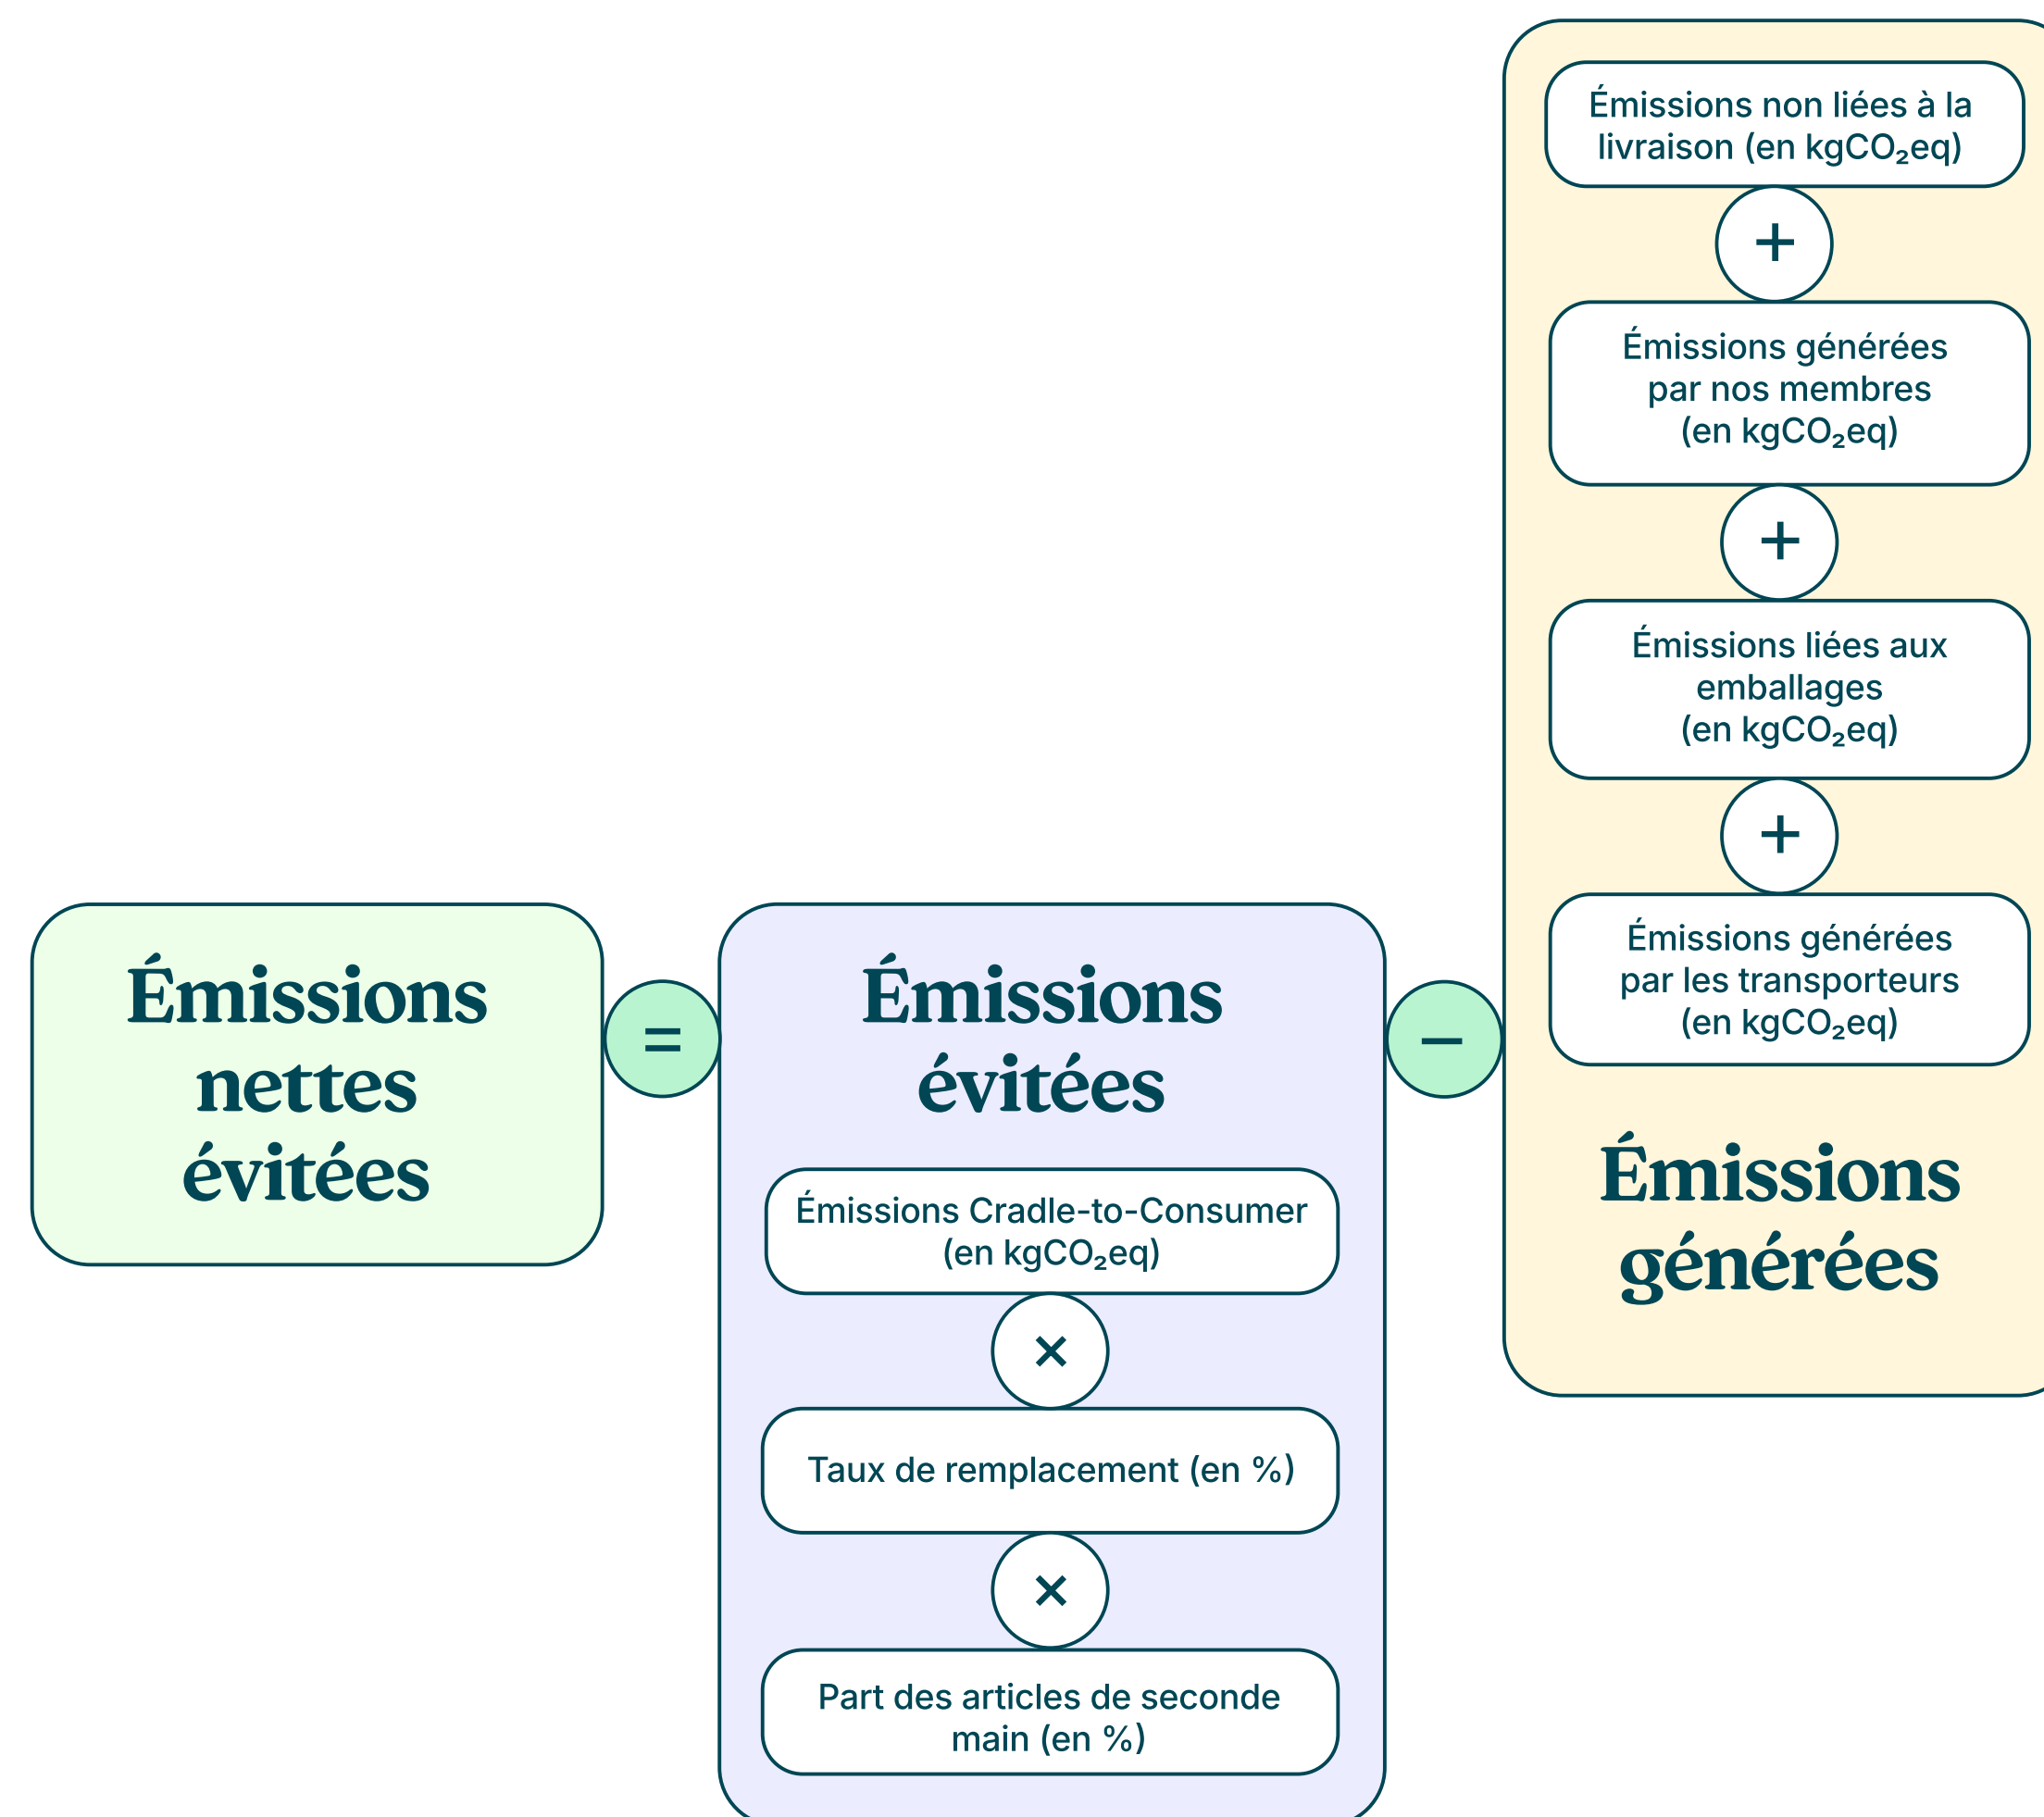 Émissions
nettes
évitées
=
Émissions
évitées
Émissions Cradle-to-Consumer
(en kgCO₂eq)
×
Taux de remplacement (en %)
×
Part des articles de seconde
main (en %)
–
Émissions non liées à la
livraison (en kgCO₂eq)
+
Émissions générées
par nos membres
(en kgCO₂eq)
+
Émissions liées aux
emballages
(en kgCO₂eq)
+
Émissions générées
par les transporteurs
(en kgCO₂eq)
Émissions
générées